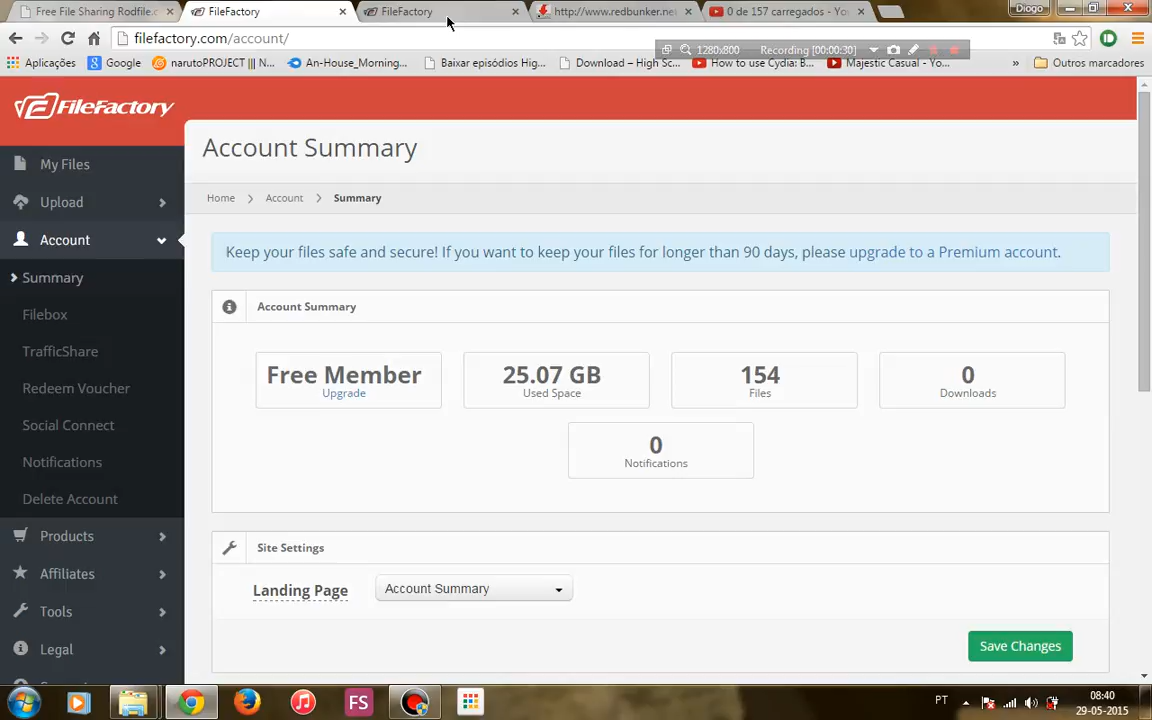 Free File Sharing Rodfile.c
FileFactory
FileFactory
http://www.redbunker.net
0 de 157 carregados - You
Diogo
filefactory.com/account/
1280x800
Recording [00:00:30]
Aplicações
Google
narutoPROJECT ||| N...
An-House_Morning...
Baixar episódios Hig...
Download – High Sc...
How to use Cydia: B...
Majestic Casual - Yo...
»
Outros marcadores
FileFactory
My Files
Upload
Account
Summary
Filebox
TrafficShare
Redeem Voucher
Social Connect
Notifications
Delete Account
Products
Affiliates
Tools
Legal
Account Summary
Home > Account > Summary
Keep your files safe and secure! If you want to keep your files for longer than 90 days, please upgrade to a Premium account.
Account Summary
Free Member
Upgrade
25.07 GB
Used Space
154
Files
0
Downloads
0
Notifications
Site Settings
Landing Page
Account Summary
Save Changes
FS
PT
08:40
29-05-2015